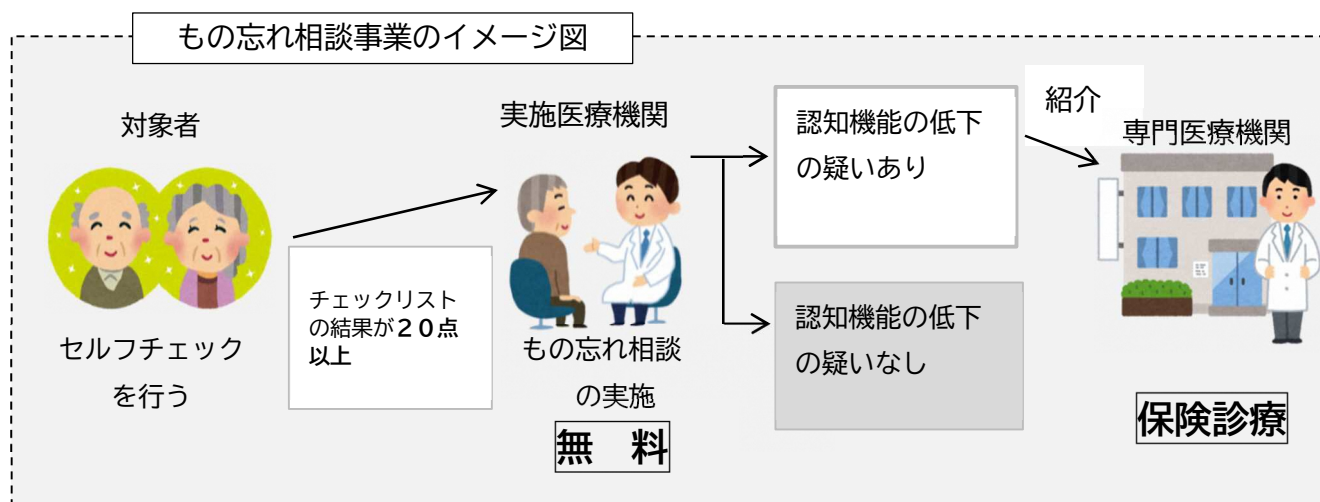 もの忘れ相談事業のイメージ図
対象者
セルフチェック
を行う
チェックリスト
の結果が２０点
以上
実施医療機関
もの忘れ相談
の実施
無　料
認知機能の低下
の疑いあり
認知機能の低下
の疑いなし
紹介
専門医療機関
保険診療